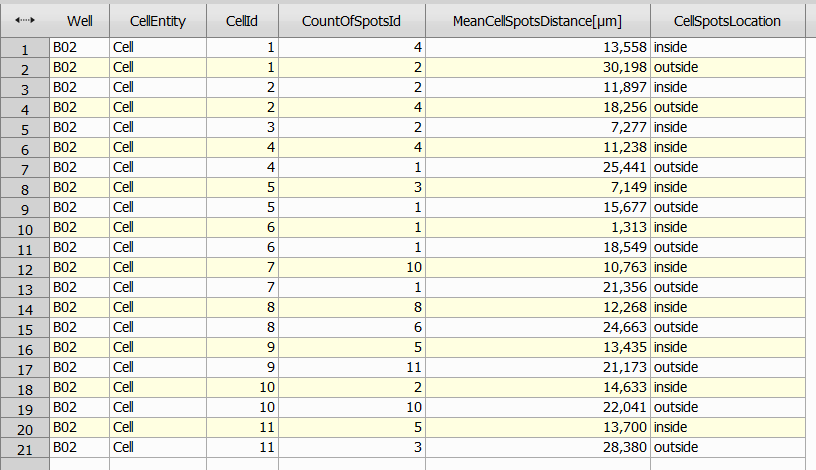 Well CellEntity CellId CountOfSpotsId MeanCellSpotsDistance[µm] CellSpotsLocation
1 B02 Cell 1 4 13,558 inside
2 B02 Cell 1 2 30,198 outside
3 B02 Cell 2 2 11,897 inside
4 B02 Cell 2 4 18,256 outside
5 B02 Cell 3 2 7,277 inside
6 B02 Cell 4 4 11,238 inside
7 B02 Cell 4 1 25,441 outside
8 B02 Cell 5 3 7,149 inside
9 B02 Cell 5 1 15,677 outside
10 B02 Cell 6 1 1,313 inside
11 B02 Cell 6 1 18,549 outside
12 B02 Cell 7 10 10,763 inside
13 B02 Cell 7 1 21,356 outside
14 B02 Cell 8 8 12,268 inside
15 B02 Cell 8 6 24,663 outside
16 B02 Cell 9 5 13,435 inside
17 B02 Cell 9 11 21,173 outside
18 B02 Cell 10 2 14,633 inside
19 B02 Cell 10 10 22,041 outside
20 B02 Cell 11 5 13,700 inside
21 B02 Cell 11 3 28,380 outside